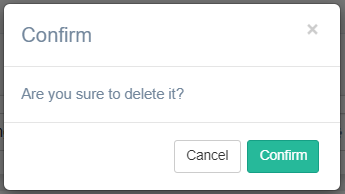 Confirm ×
Are you sure to delete it?
Cancel Confirm